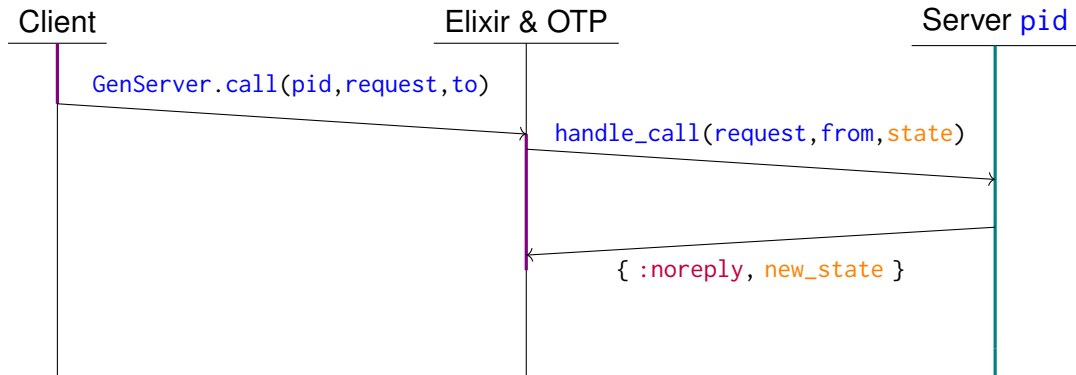 Client
Elixir & OTP
Server pid
GenServer.call(pid,request,to)
handle_call(request,from,state)
{ :noreply, new_state }